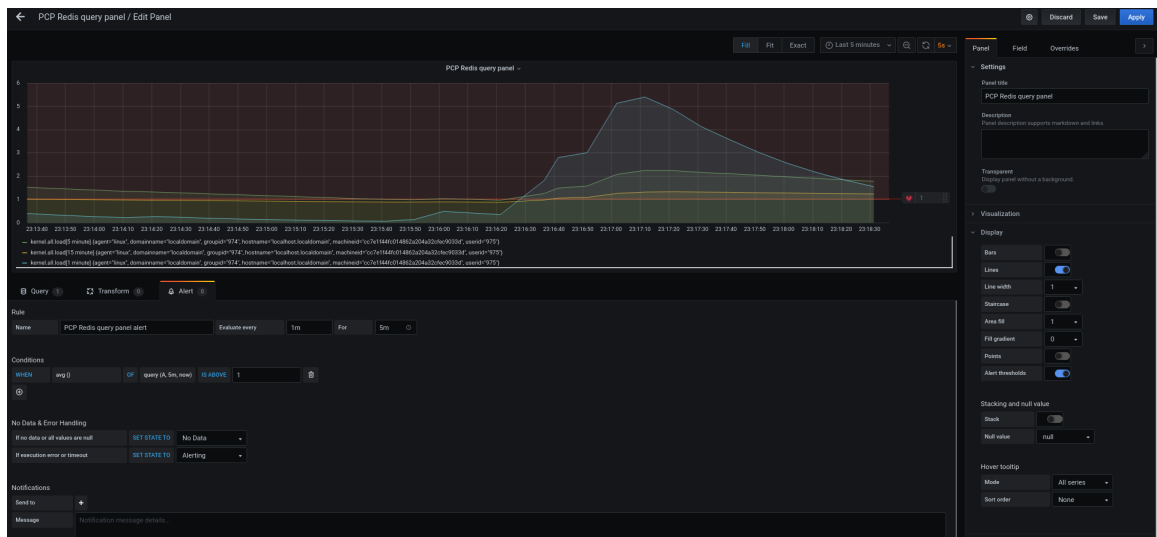 PCP Redis query panel / Edit Panel
Discard Save Apply
Fill Fit Exact Last 5 minutes 5s
PCP Redis query panel
6
5
4
3
2
1
0
1
23:13:40 23:13:50 23:14:00 23:14:10 23:14:20 23:14:30 23:14:40 23:14:50 23:15:00 23:15:10 23:15:20 23:15:30 23:15:40 23:15:50 23:16:00 23:16:10 23:16:20 23:16:30 23:16:40 23:16:50 23:17:00 23:17:10 23:17:20 23:17:30 23:17:40 23:17:50 23:18:00 23:18:10 23:18:20 23:18:30
kernel.all.load[5 minute] {agent="linux", domainname="localdomain", groupid="974", hostname="localhost.localdomain", machineid="cc7e1f44fc014862a204a32cfec9033d", userid="975"}
kernel.all.load[15 minute] {agent="linux", domainname="localdomain", groupid="974", hostname="localhost.localdomain", machineid="cc7e1f44fc014862a204a32cfec9033d", userid="975"}
kernel.all.load[1 minute] {agent="linux", domainname="localdomain", groupid="974", hostname="localhost.localdomain", machineid="cc7e1f44fc014862a204a32cfec9033d", userid="975"}
Query 1 Transform 0 Alert 0
Rule
Name PCP Redis query panel alert Evaluate every 1m For 5m
Conditions
WHEN avg () OF query (A, 5m, now) IS ABOVE 1
No Data & Error Handling
If no data or all values are null SET STATE TO No Data
If execution error or timeout SET STATE TO Alerting
Notifications
Send to
Message Notification message details...
Panel Field Overrides
Settings
Panel title
PCP Redis query panel
Description
Panel description supports markdown and links.
Transparent
Display panel without a background.
Visualization
Display
Bars
Lines
Line width 1
Staircase
Area fill 1
Fill gradient 0
Points
Alert thresholds
Stacking and null value
Stack
Null value null
Hover tooltip
Mode All series
Sort order None